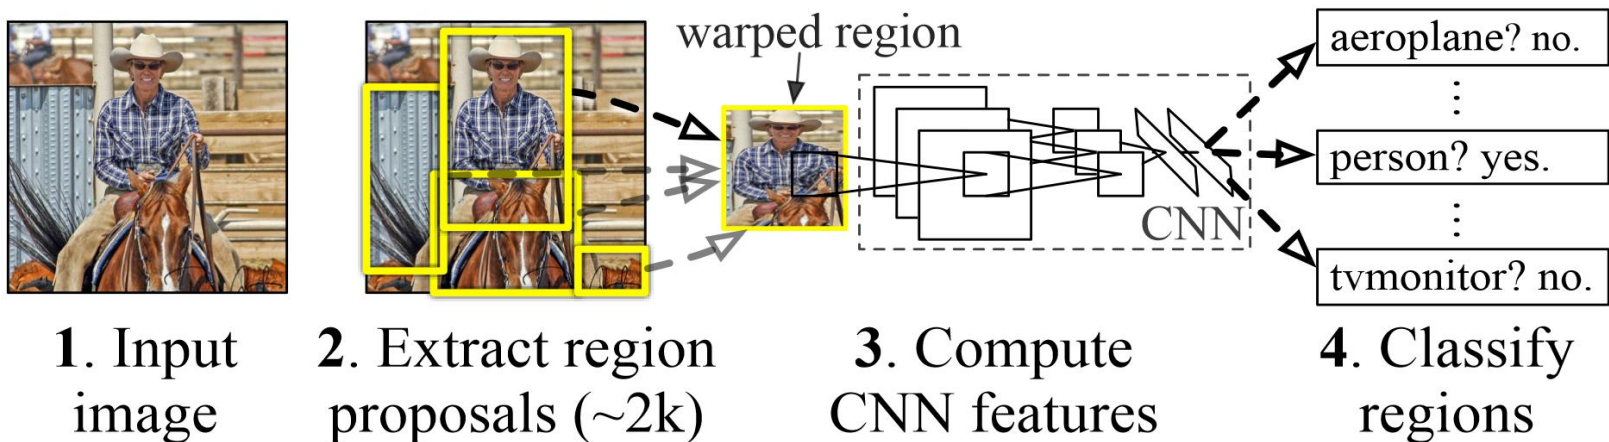 warped region
aeroplane? no.
person? yes.
CNN
tvmonitor? no.
1. Input
image
2. Extract region
proposals (~2k)
3. Compute
CNN features
4. Classify
regions